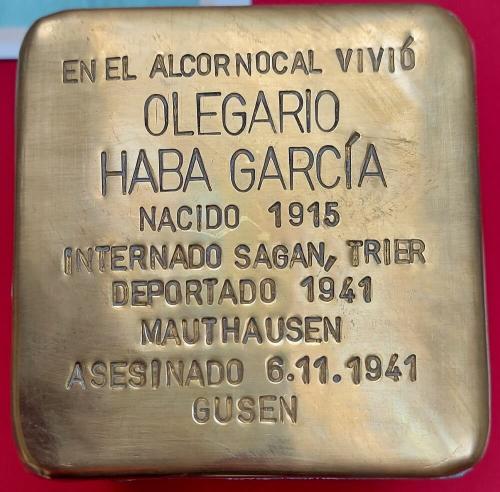 EN EL ALCORNOCAL VIVIÓ
OLEGARIO
HABA GARCÍA
NACIDO 1915
INTERNADO SAGAN, TRIER
DEPORTADO 1941
MAUTHAUSEN
ASESINADO 6.11.1941
GUSEN